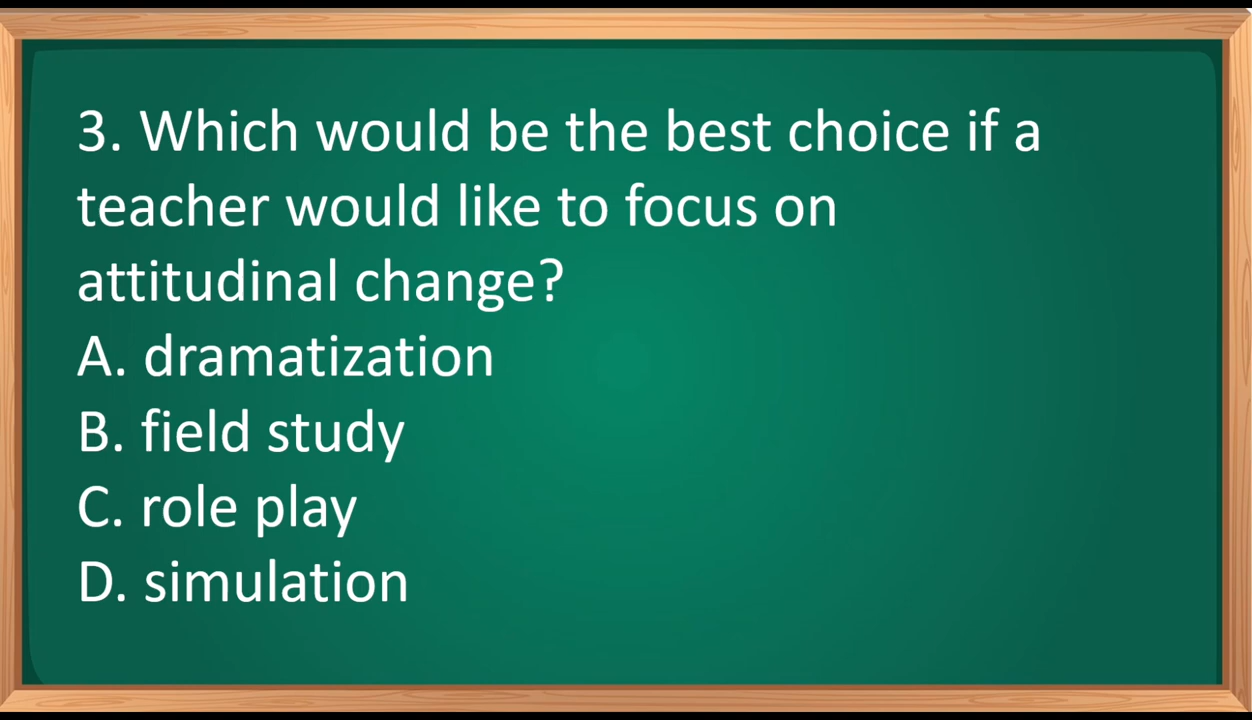 3. Which would be the best choice if a
teacher would like to focus on
attitudinal change?
A. dramatization
B. field study
C. role play
D. simulation